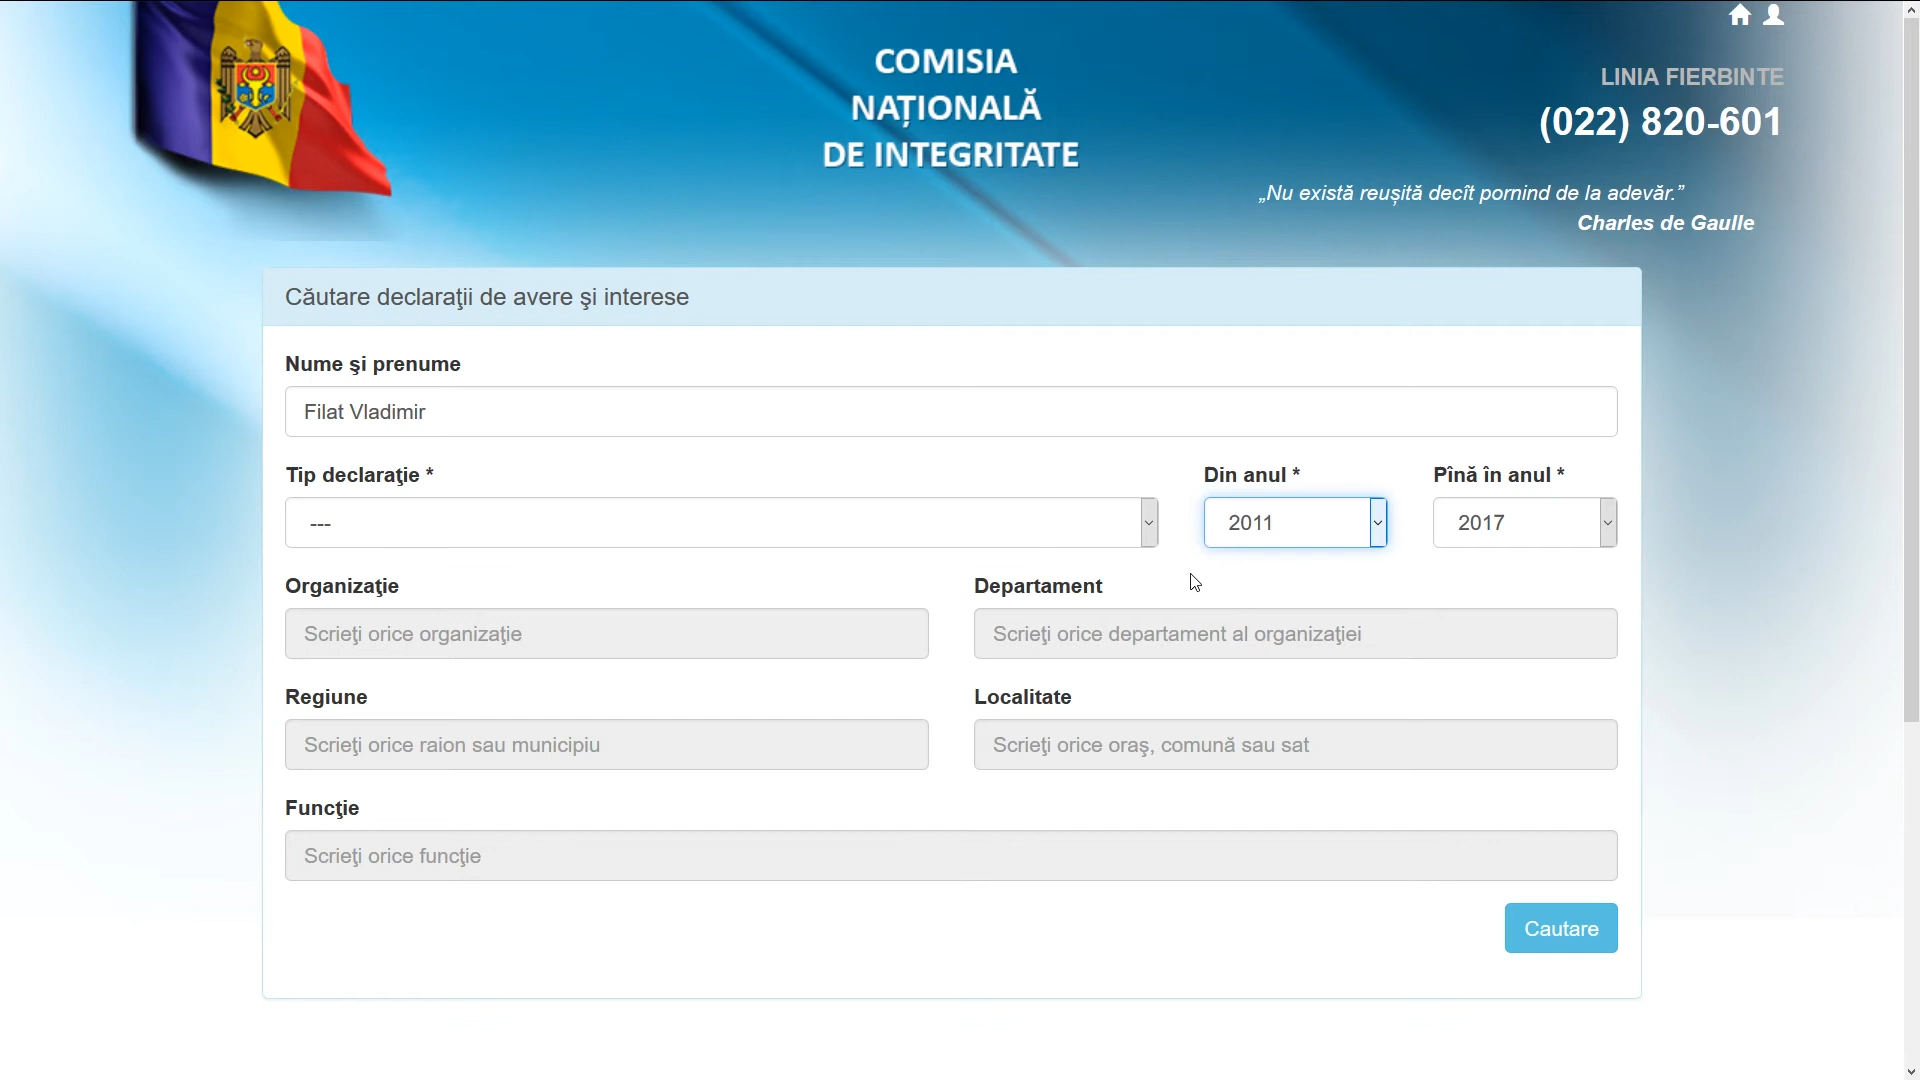 COMISIA
NAȚIONALĂ
DE INTEGRITATE
LINIA FIERBINTE
(022) 820-601
„Nu există reușită decît pornind de la adevăr.”
Charles de Gaulle
Căutare declaraţii de avere şi interese
Nume şi prenume
Filat Vladimir
Tip declaraţie *
Din anul *
Pînă în anul *
---
2011
2017
Organizaţie
Departament
Scrieţi orice organizaţie
Scrieţi orice departament al organizaţiei
Regiune
Localitate
Scrieţi orice raion sau municipiu
Scrieţi orice oraş, comună sau sat
Funcţie
Scrieţi orice funcţie
Cautare